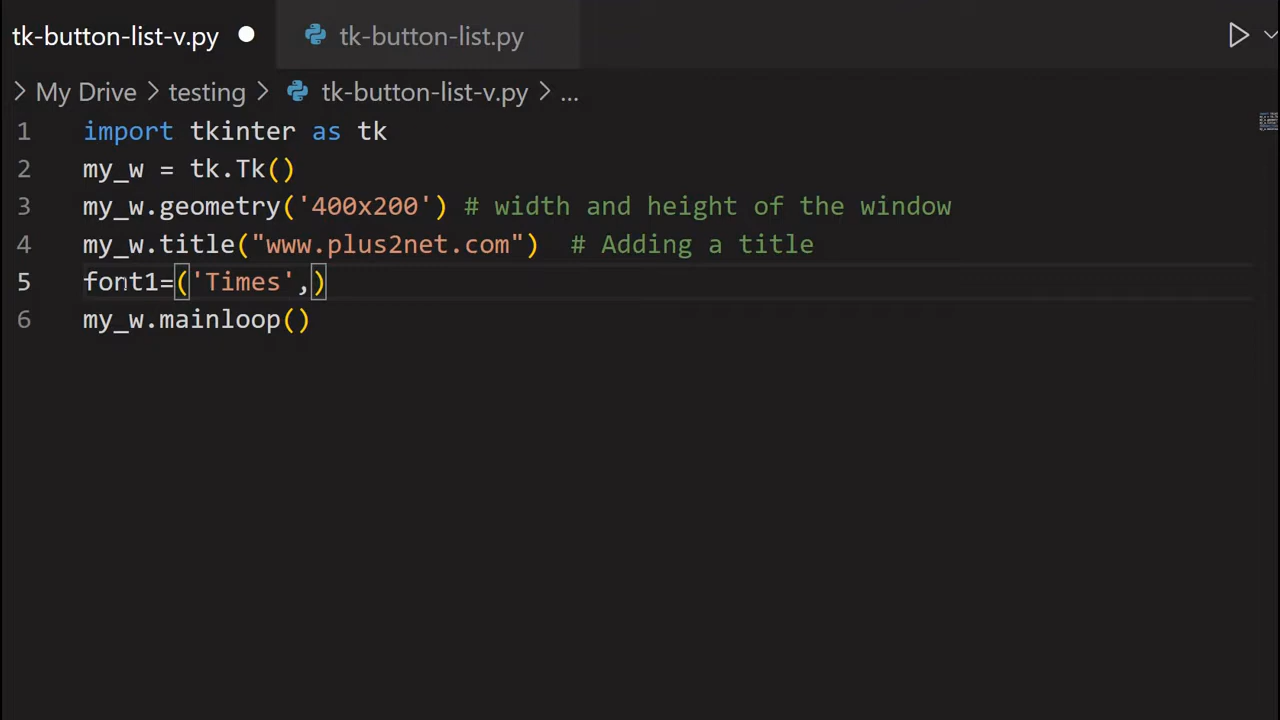 tk-button-list-v.py tk-button-list.py
My Drive testing tk-button-list-v.py ...
1 import tkinter as tk
2 my_w = tk.Tk()
3 my_w.geometry('400x200') # width and height of the window
4 my_w.title("www.plus2net.com")  # Adding a title
5 font1=('Times',)
6 my_w.mainloop()